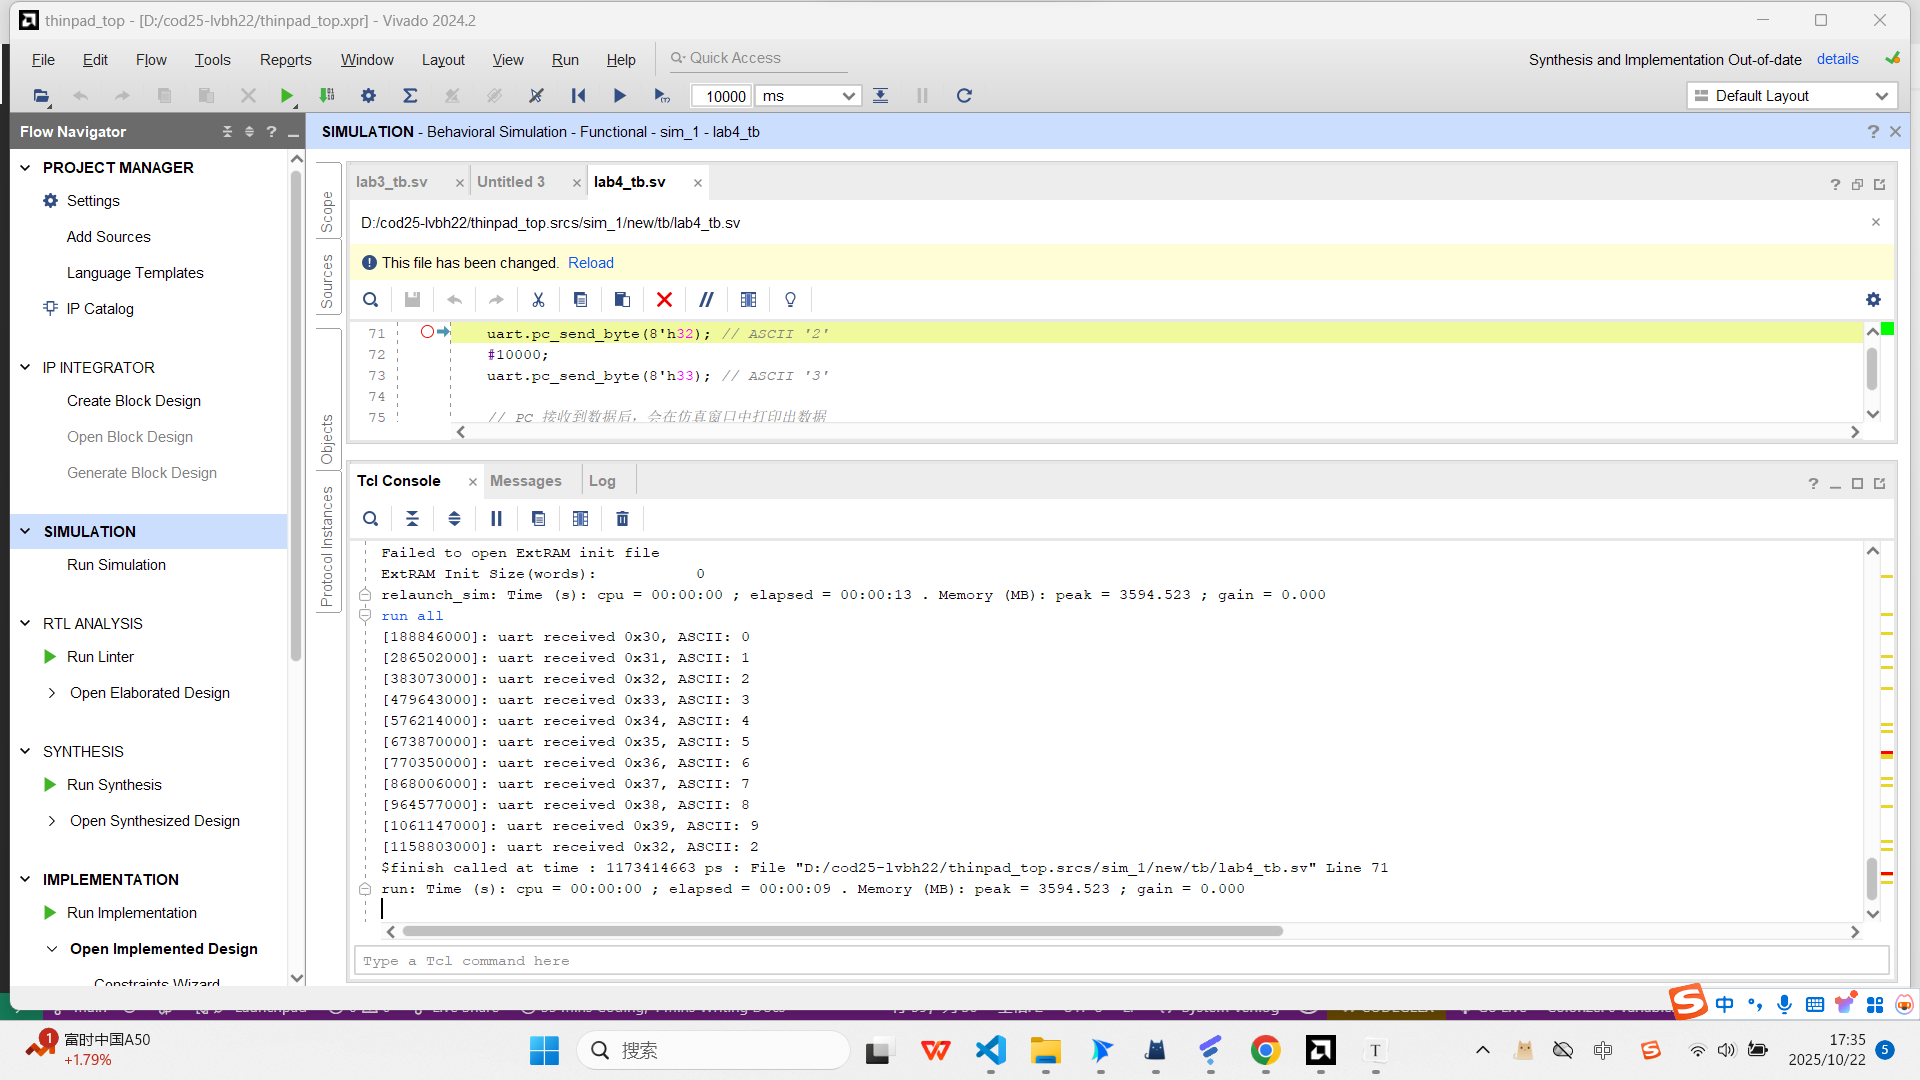 thinpad_top - [D:/cod25-lvbh22/thinpad_top.xpr] - Vivado 2024.2
File Edit Flow Tools Reports Window Layout View Run Help
Quick Access
Synthesis and Implementation Out-of-date details
10000 ms
Default Layout
Flow Navigator
SIMULATION - Behavioral Simulation - Functional - sim_1 - lab4_tb
PROJECT MANAGER
Settings
Add Sources
Language Templates
IP Catalog
IP INTEGRATOR
Create Block Design
Open Block Design
Generate Block Design
SIMULATION
Run Simulation
RTL ANALYSIS
Run Linter
Open Elaborated Design
SYNTHESIS
Run Synthesis
Open Synthesized Design
IMPLEMENTATION
Run Implementation
Open Implemented Design
Constraints Wizard
Scope
Sources
Objects
Protocol Instances
lab3_tb.sv
Untitled 3
lab4_tb.sv
D:/cod25-lvbh22/thinpad_top.srcs/sim_1/new/tb/lab4_tb.sv
This file has been changed. Reload
71 uart.pc_send_byte(8'h32); // ASCII '2'
72 #10000;
73 uart.pc_send_byte(8'h33); // ASCII '3'
74
75 // PC 接收到数据后，会在仿真窗口中打印出数据
Tcl Console
Messages
Log
Failed to open ExtRAM init file
ExtRAM Init Size(words): 0
relaunch_sim: Time (s): cpu = 00:00:00 ; elapsed = 00:00:13 . Memory (MB): peak = 3594.523 ; gain = 0.000
run all
[188846000]: uart received 0x30, ASCII: 0
[286502000]: uart received 0x31, ASCII: 1
[383073000]: uart received 0x32, ASCII: 2
[479643000]: uart received 0x33, ASCII: 3
[576214000]: uart received 0x34, ASCII: 4
[673870000]: uart received 0x35, ASCII: 5
[770350000]: uart received 0x36, ASCII: 6
[868006000]: uart received 0x37, ASCII: 7
[964577000]: uart received 0x38, ASCII: 8
[1061147000]: uart received 0x39, ASCII: 9
[1158803000]: uart received 0x32, ASCII: 2
$finish called at time : 1173414663 ps : File "D:/cod25-lvbh22/thinpad_top.srcs/sim_1/new/tb/lab4_tb.sv" Line 71
run: Time (s): cpu = 00:00:00 ; elapsed = 00:00:09 . Memory (MB): peak = 3594.523 ; gain = 0.000
Type a Tcl command here
中
1
富时中国A50
+1.79%
搜索
中
17:35
2025/10/22
5